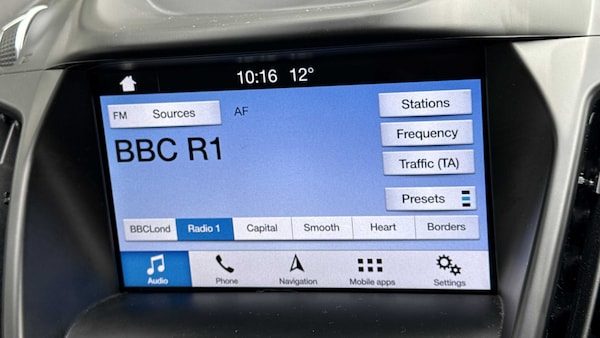 10:16 12°
FM Sources AF
Stations
BBC R1
Frequency
Traffic (TA)
Presets
BBCLond Radio 1 Capital Smooth Heart Borders
Audio Phone Navigation Mobile apps Settings